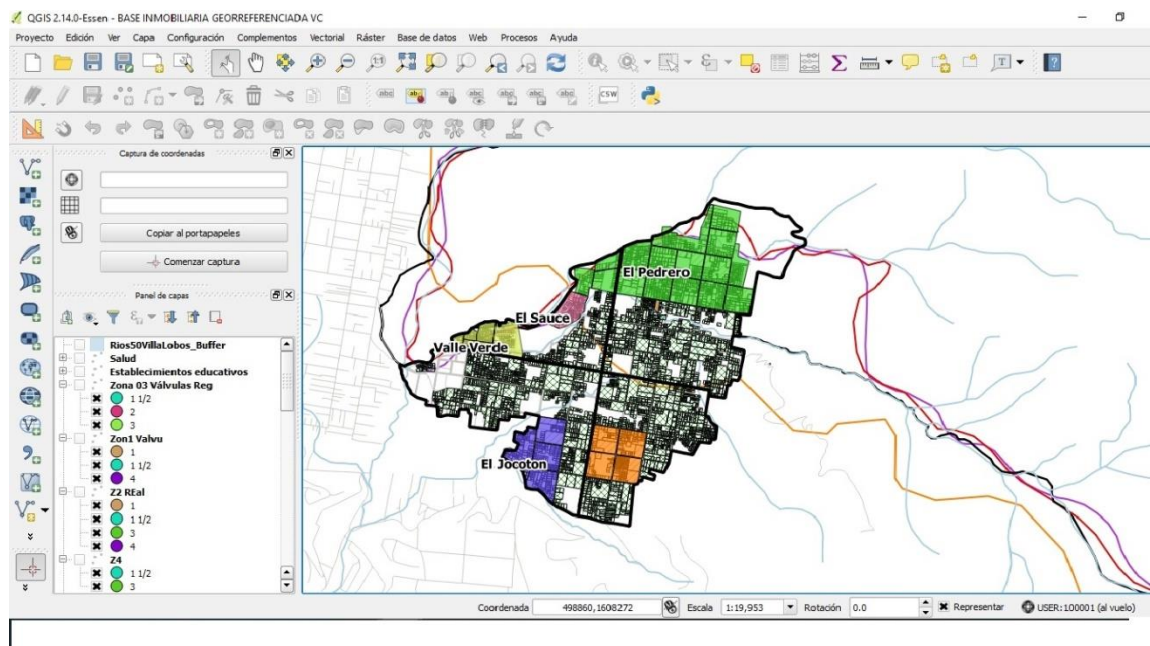 QGIS 2.14.0-Essen - BASE INMOBILIARIA GEORREFERENCIADA VC
Proyecto Edición Ver Capa Configuración Complementos Vectorial Ráster Base de datos Web Procesos Ayuda
csw
Captura de coordenadas
Copiar al portapapeles
Comenzar captura
Panel de capas
Rios50VillaLobos_Buffer
Salud
Establecimientos educativos
Zona 03 Válvulas Reg
1 1/2
2
3
Zon1 Valvu
1
1 1/2
4
Z2 REal
1
1 1/2
3
4
Z4
1 1/2
3
El Pedrero
El Sauce
Valle Verde
El Jocoton
Coordenada 498860,1608272 Escala 1:19,953 Rotación 0.0 Representar USER:100001 (al vuelo)